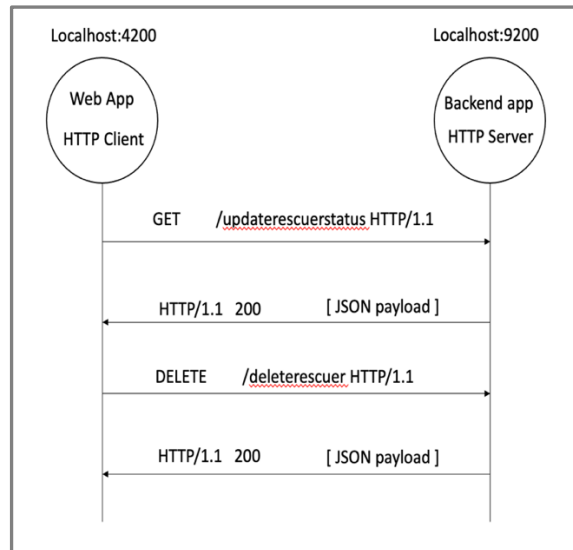 Localhost:4200
Localhost:9200
Web App
HTTP Client
Backend app
HTTP Server
GET /updaterescuerstatus HTTP/1.1
HTTP/1.1 200 [ JSON payload ]
DELETE /deleterescuer HTTP/1.1
HTTP/1.1 200 [ JSON payload ]